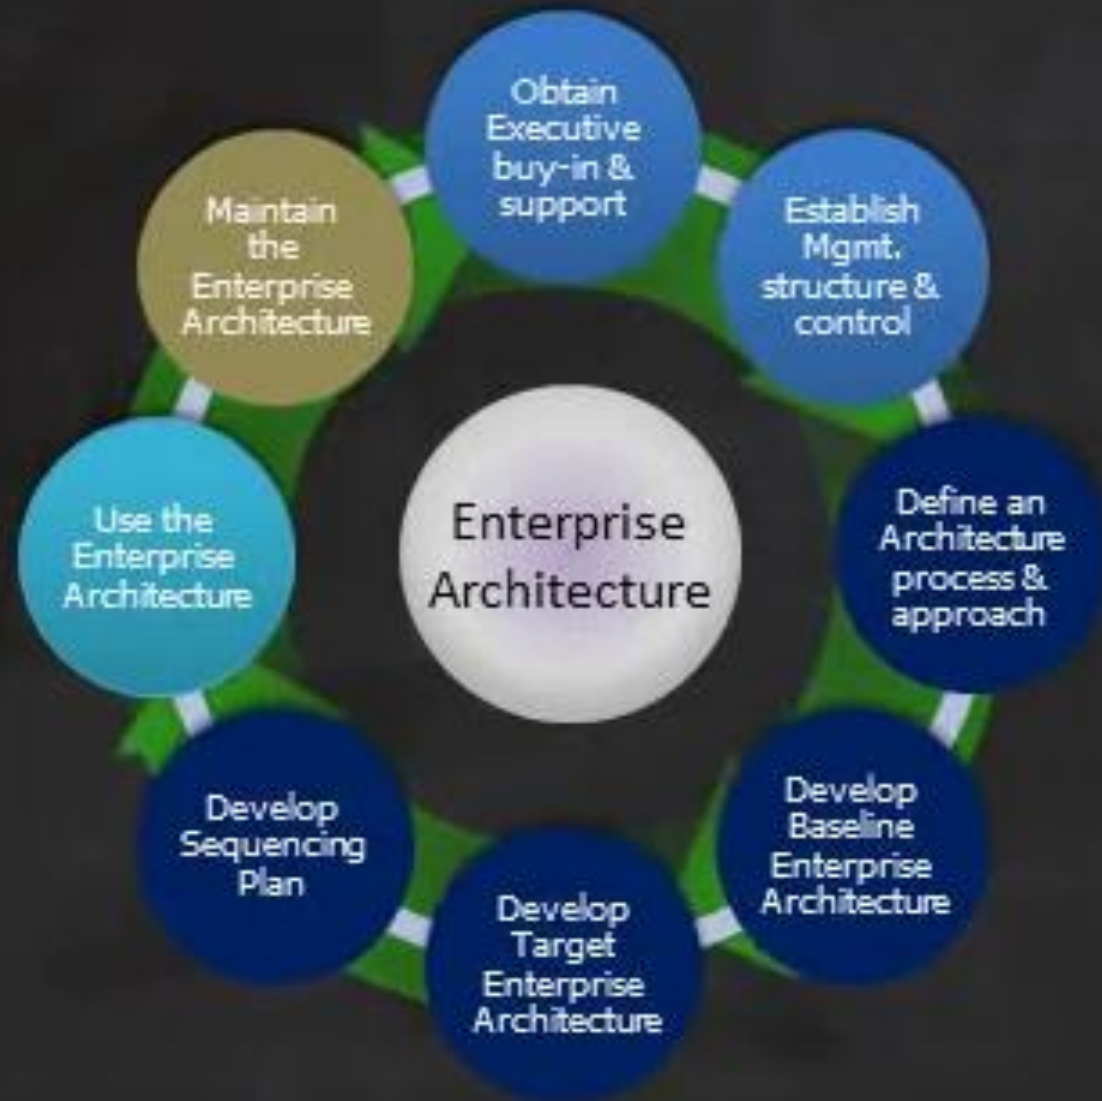 Obtain
Executive
buy-in &
support
Establish
Mgmt.
structure &
control
Define an
Architecture
process &
approach
Develop
Baseline
Enterprise
Architecture
Develop
Target
Enterprise
Architecture
Develop
Sequencing
Plan
Use the
Enterprise
Architecture
Maintain
the
Enterprise
Architecture
Enterprise
Architecture